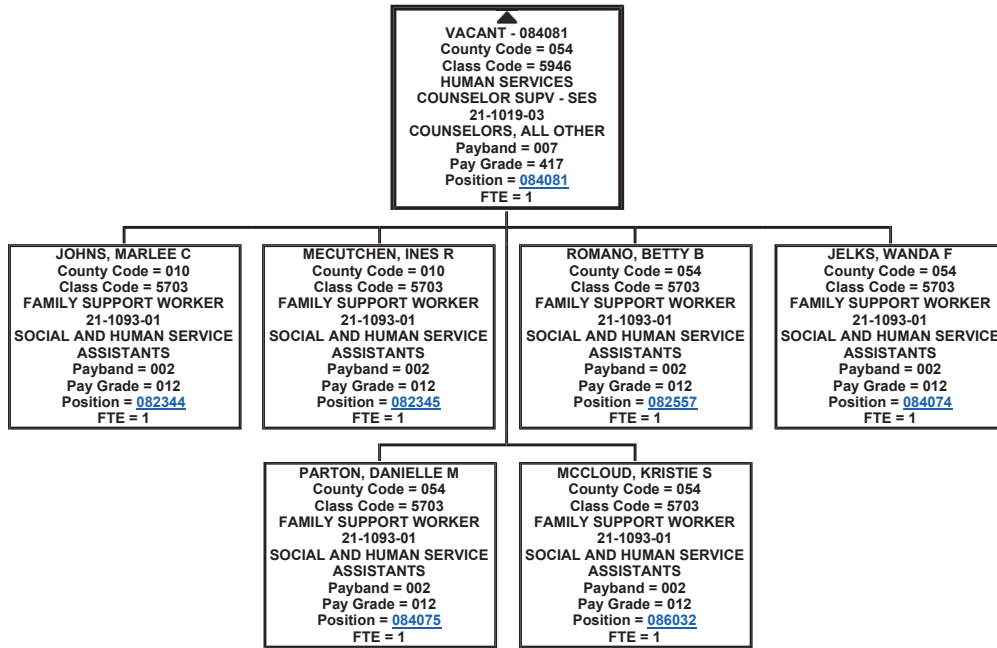 VACANT - 084081
County Code = 054
Class Code = 5946
HUMAN SERVICES
COUNSELOR SUPV - SES
21-1019-03
COUNSELORS, ALL OTHER
Payband = 007
Pay Grade = 417
Position = 084081
FTE = 1
JOHNS, MARLEE C
County Code = 010
Class Code = 5703
FAMILY SUPPORT WORKER
21-1093-01
SOCIAL AND HUMAN SERVICE
ASSISTANTS
Payband = 002
Pay Grade = 012
Position = 082344
FTE = 1
MECUTCHEN, INES R
County Code = 010
Class Code = 5703
FAMILY SUPPORT WORKER
21-1093-01
SOCIAL AND HUMAN SERVICE
ASSISTANTS
Payband = 002
Pay Grade = 012
Position = 082345
FTE = 1
ROMANO, BETTY B
County Code = 054
Class Code = 5703
FAMILY SUPPORT WORKER
21-1093-01
SOCIAL AND HUMAN SERVICE
ASSISTANTS
Payband = 002
Pay Grade = 012
Position = 082557
FTE = 1
JELKS, WANDA F
County Code = 054
Class Code = 5703
FAMILY SUPPORT WORKER
21-1093-01
SOCIAL AND HUMAN SERVICE
ASSISTANTS
Payband = 002
Pay Grade = 012
Position = 084074
FTE = 1
PARTON, DANIELLE M
County Code = 054
Class Code = 5703
FAMILY SUPPORT WORKER
21-1093-01
SOCIAL AND HUMAN SERVICE
ASSISTANTS
Payband = 002
Pay Grade = 012
Position = 084075
FTE = 1
MCCLOUD, KRISTIE S
County Code = 054
Class Code = 5703
FAMILY SUPPORT WORKER
21-1093-01
SOCIAL AND HUMAN SERVICE
ASSISTANTS
Payband = 002
Pay Grade = 012
Position = 086032
FTE = 1